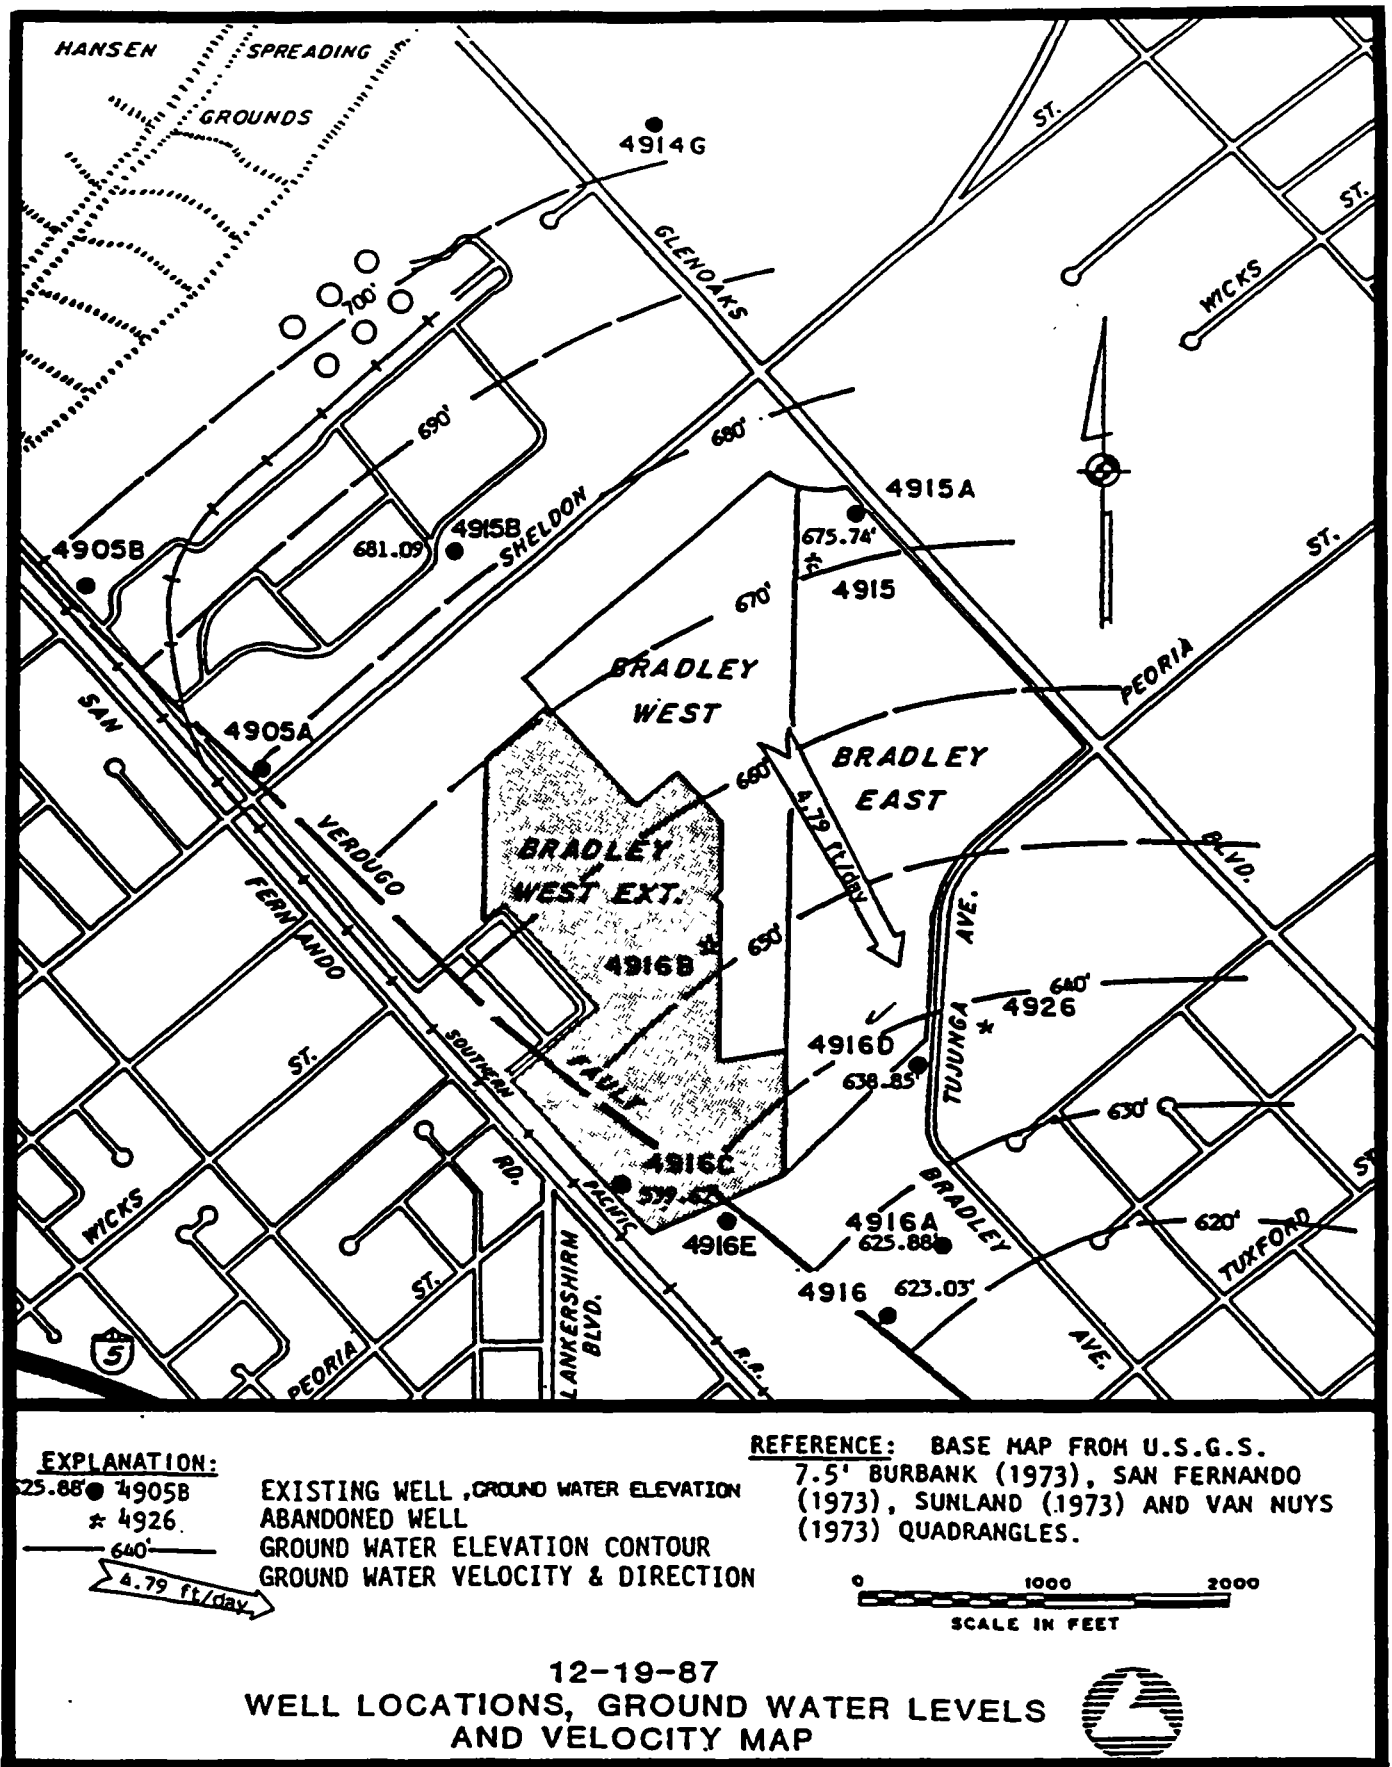 HANSEN SPREADING
GROUNDS
4914G
ST.
ST.
WICKS
GLENOAKS
700'
690'
680'
4915A
675.74'
4915
4915B
681.09
SHELDON
4905B
ST.
PEORIA
670'
BRADLEY
WEST
SAN
4905A
660'
BRADLEY
EAST
4.79 ft/day
VERDUGO
BRADLEY
WEST EXT.
BLVD.
FERNANDO
AVE.
650'
4916B
640'
4926
4916D
638.85'
TUJUNGA
SOUTHERN
ST.
FAULT
630'
RD.
4916C
PACIFIC
ST
WICKS
BRADLEY
4916A
625.88'
4916E
620'
TUXFORD
4916
623.03'
ST.
LANKERSHIRM
BLVD.
5
PEORIA
R.R.
AVE.
EXPLANATION:
625.88' 4905B EXISTING WELL, GROUND WATER ELEVATION
* 4926 ABANDONED WELL
640' GROUND WATER ELEVATION CONTOUR
4.79 ft/day GROUND WATER VELOCITY & DIRECTION
REFERENCE: BASE MAP FROM U.S.G.S.
7.5' BURBANK (1973), SAN FERNANDO
(1973), SUNLAND (1973) AND VAN NUYS
(1973) QUADRANGLES.
0 1000 2000
SCALE IN FEET
12-19-87
WELL LOCATIONS, GROUND WATER LEVELS
AND VELOCITY MAP